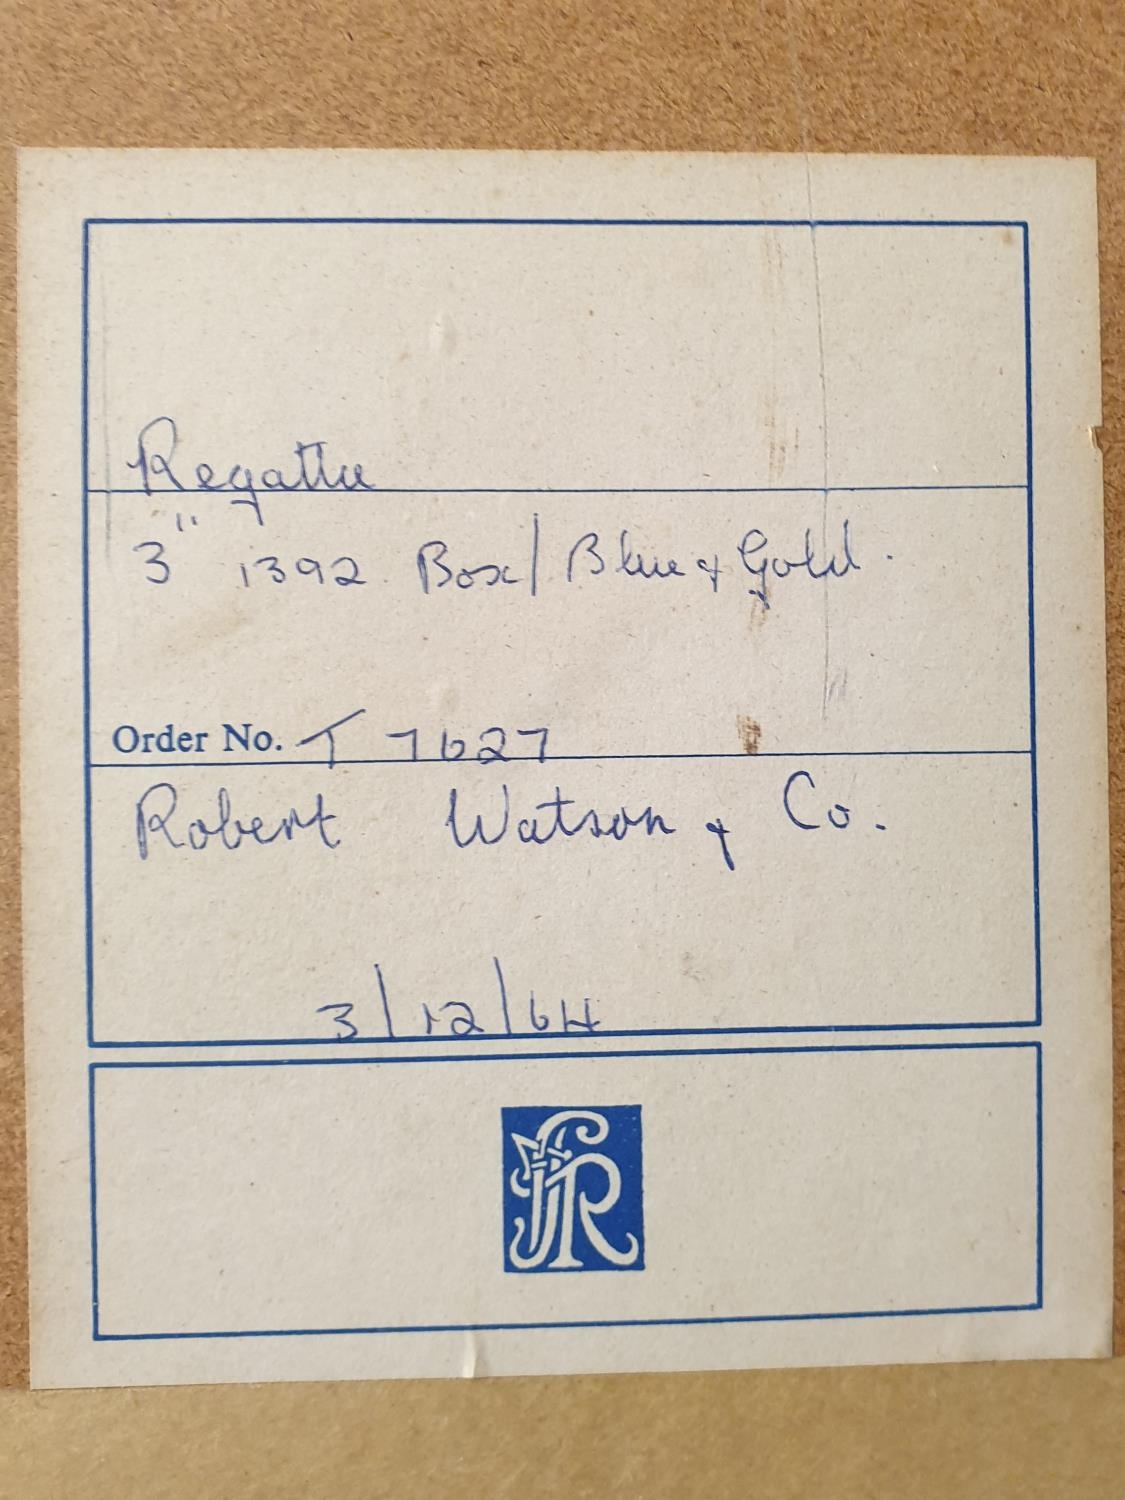 Regatta
3" 1392 Box/Blue & Gold.
Order No. T 7627
Robert Watson & Co.
3/12/64